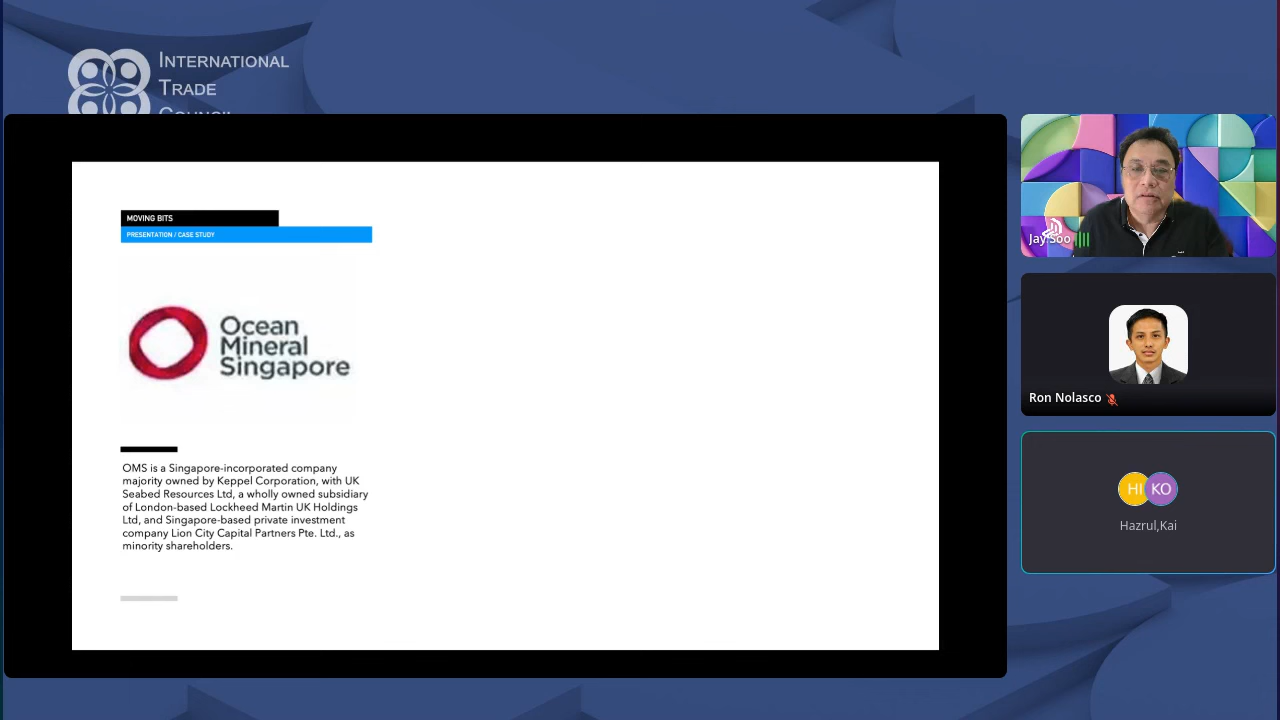 INTERNATIONAL
TRADE
COUNCIL
MOVING BITS
PRESENTATION / CASE STUDY
Ocean
Mineral
Singapore
OMS is a Singapore-incorporated company
majority owned by Keppel Corporation, with UK
Seabed Resources Ltd, a wholly owned subsidiary
of London-based Lockheed Martin UK Holdings
Ltd, and Singapore-based private investment
company Lion City Capital Partners Pte. Ltd., as
minority shareholders.
Jay Soo
Ron Nolasco
HI KO
Hazrul,Kai